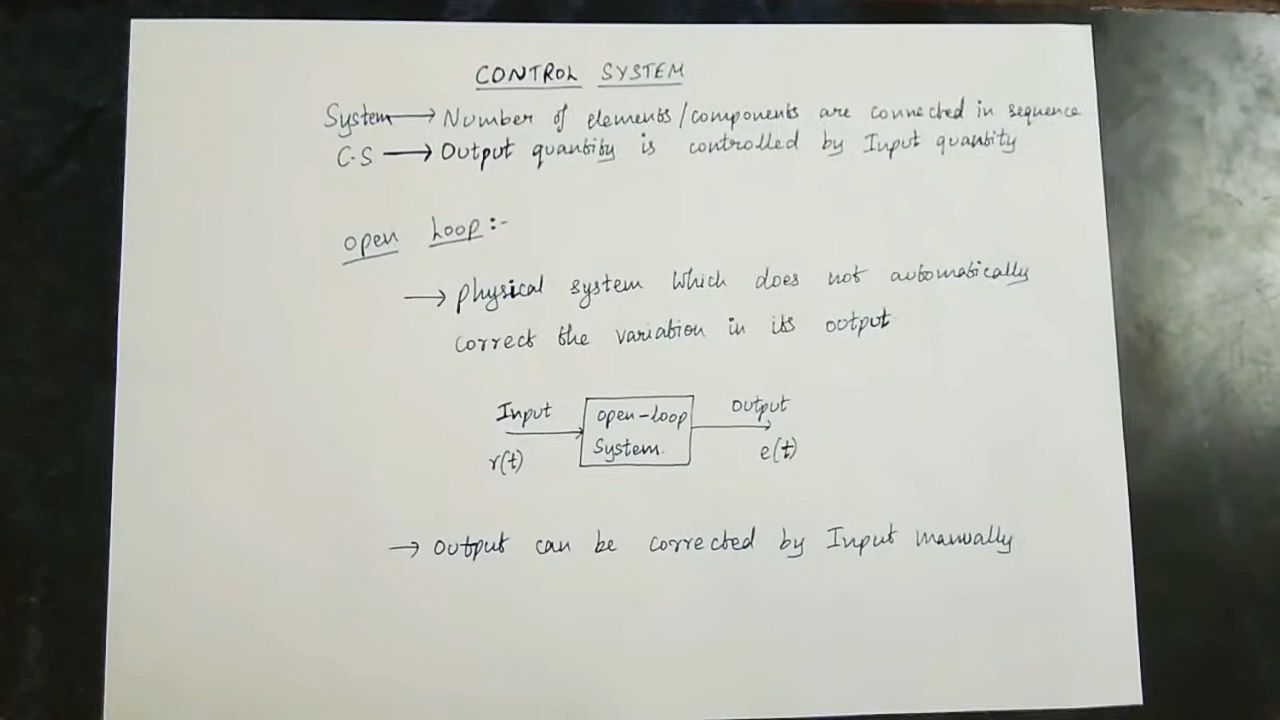 CONTROL SYSTEM
System → Number of elements/components are connected in sequence
C.S → Output quantity is controlled by Input quantity
open Loop:-
→ physical system which does not automatically
correct the variation in its output
Input
open-loop
Output
r(t)
System.
e(t)
→ Output can be corrected by Input manually